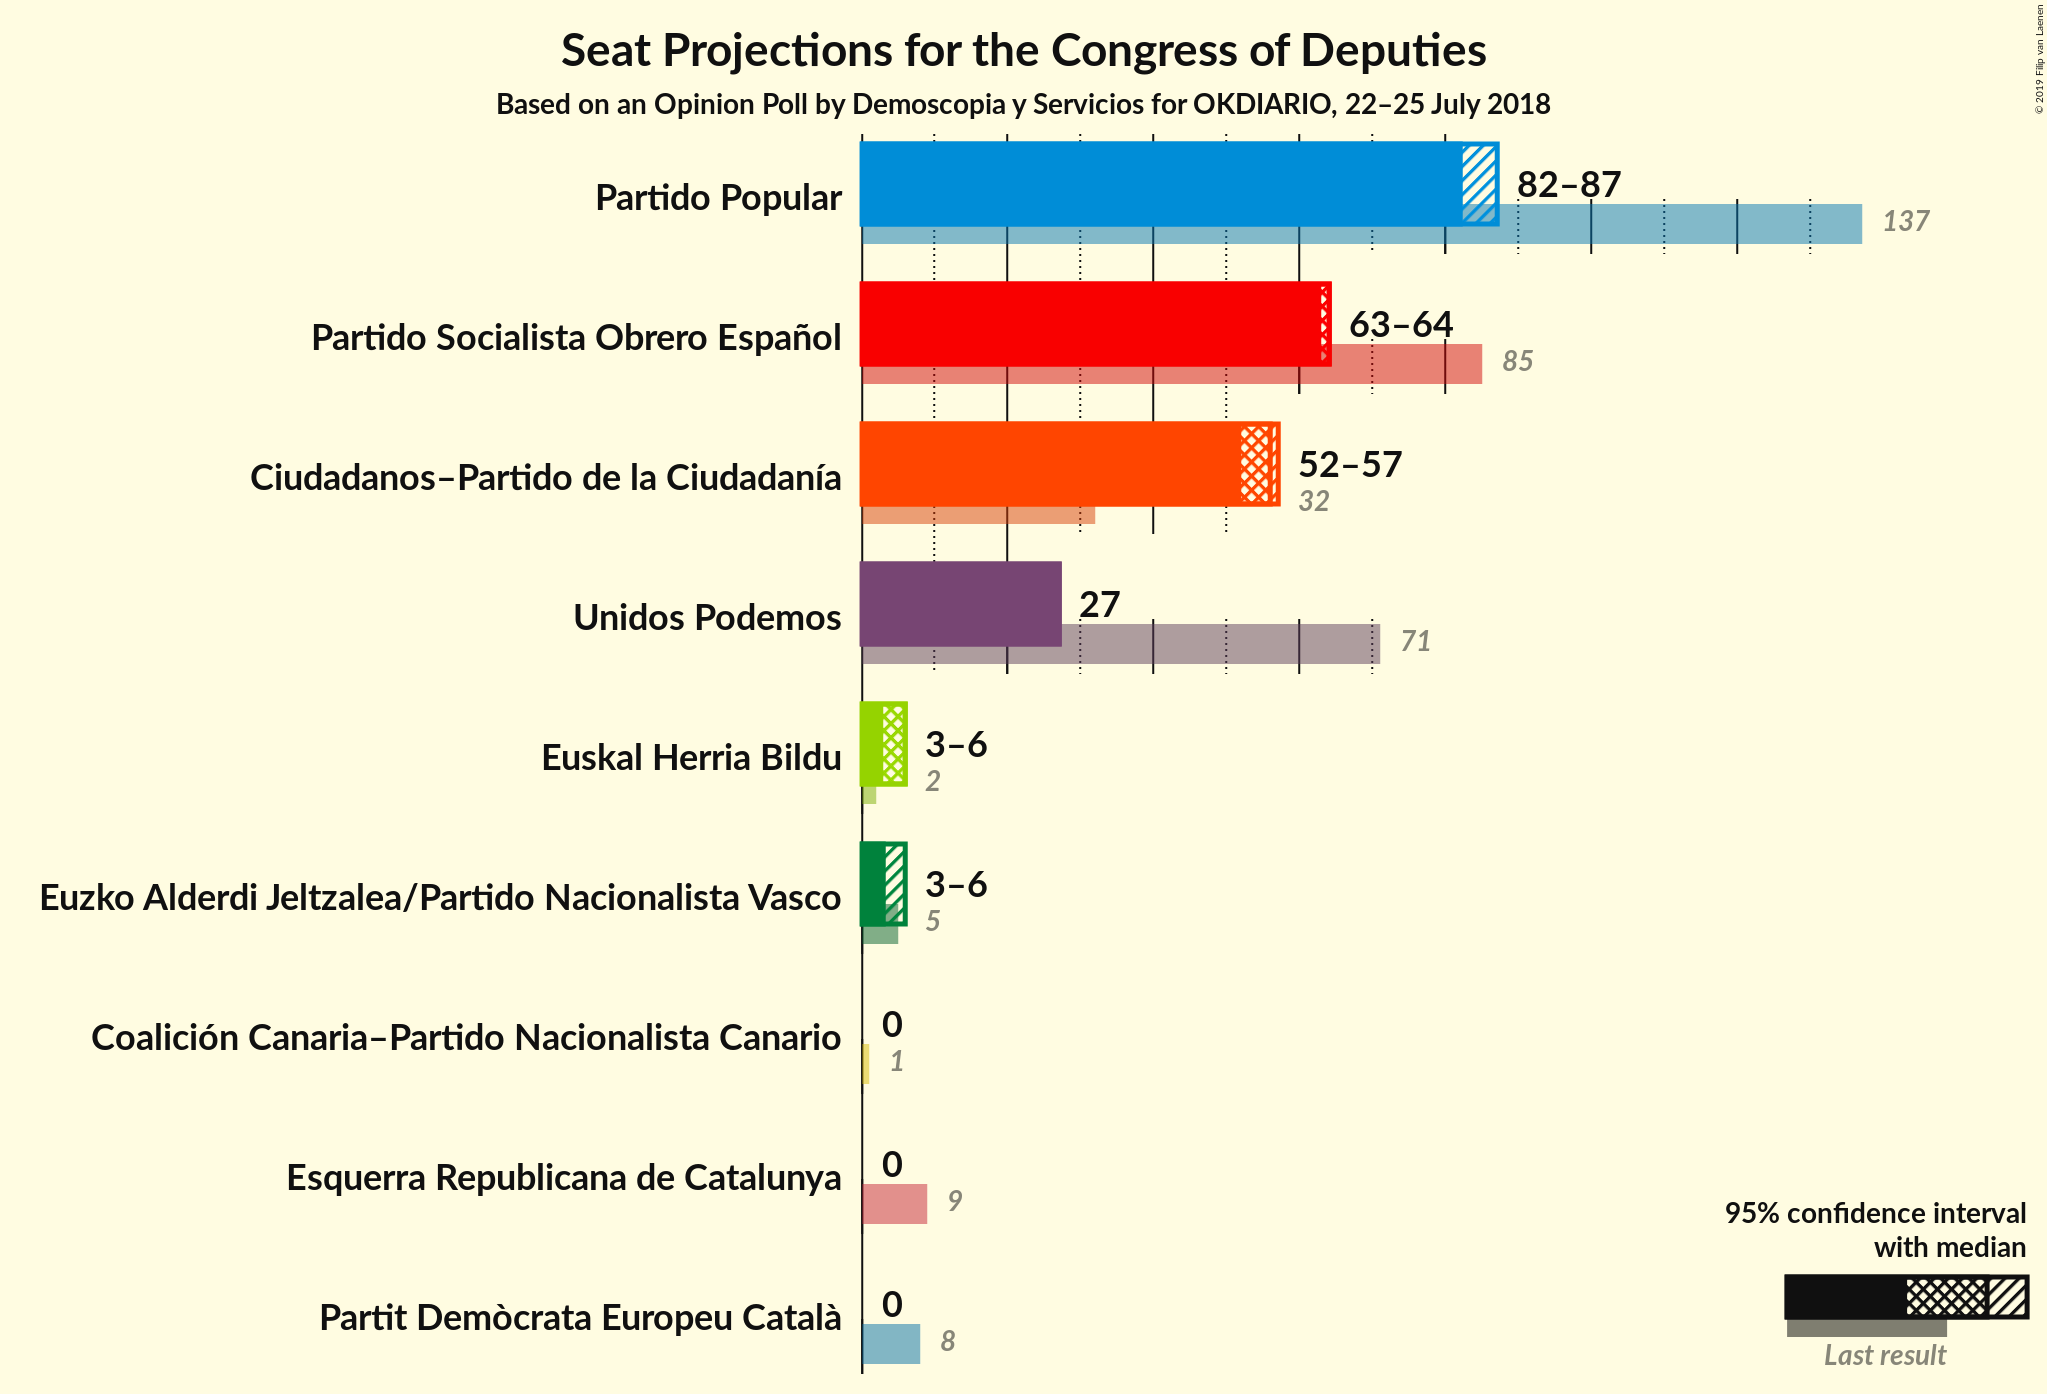 Seat Projections for the Congress of Deputies
Based on an Opinion Poll by Demoscopia y Servicios for OKDIARIO, 22–25 July 2018
© 2019 Filip van Laenen
Partido Popular
82–87
137
Partido Socialista Obrero Español
63–64
85
Ciudadanos–Partido de la Ciudadanía
52–57
32
Unidos Podemos
27
71
Euskal Herria Bildu
3–6
2
Euzko Alderdi Jeltzalea/Partido Nacionalista Vasco
3–6
5
Coalición Canaria–Partido Nacionalista Canario
0
1
Esquerra Republicana de Catalunya
0
9
Partit Demòcrata Europeu Català
0
8
95% confidence interval
with median
Last result